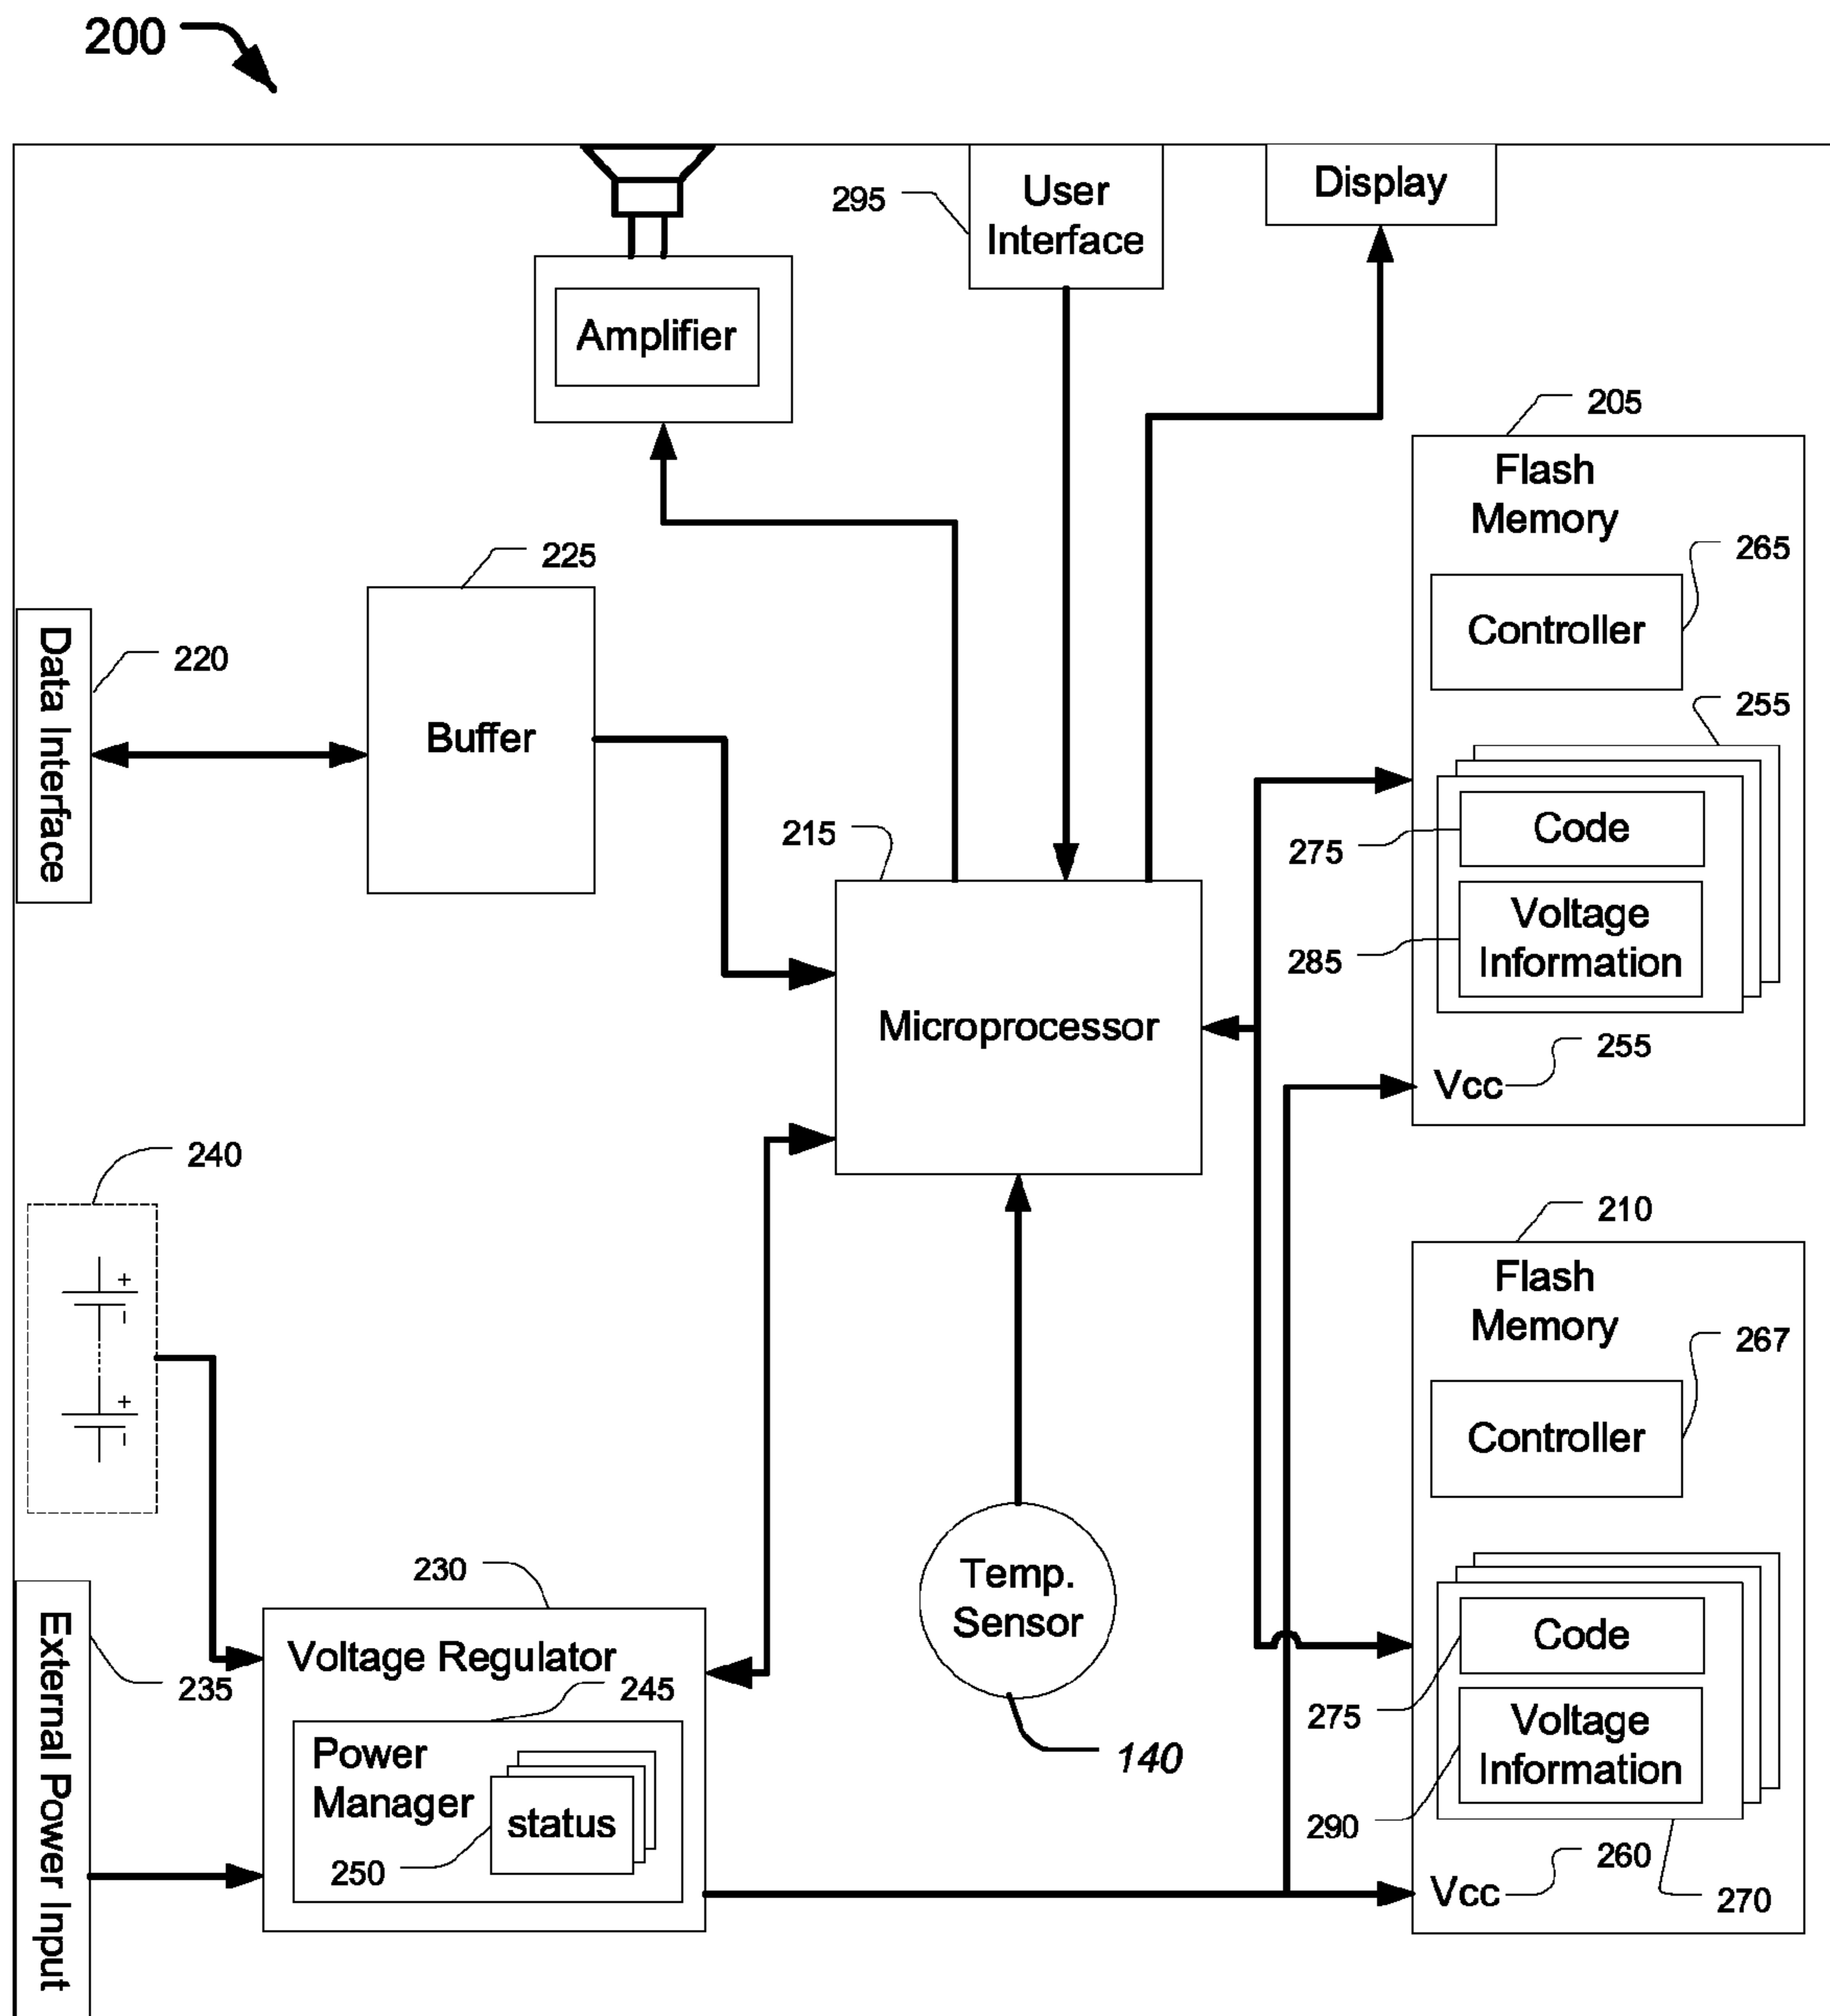 200
295
User
Interface
Display
Amplifier
205
Flash
Memory
265
Controller
225
Buffer
220
Data Interface
255
275
Code
285
Voltage
Information
215
Microprocessor
255
Vcc
240
+
+
210
Flash
Memory
267
Controller
230
Voltage Regulator
245
Power
Manager
status
250
235
External Power Input
Temp.
Sensor
140
Code
275
Voltage
Information
290
260
Vcc
270